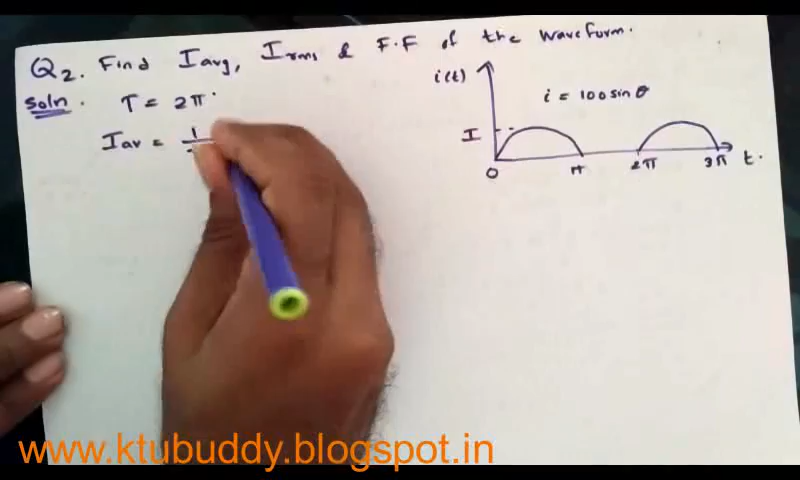 Q2. Find Iavg, Irms & F.F of the waveform.
Soln. T = 2π.
Iav = 1
i(t)
i = 100 sin θ
I
0 π 2π 3π t.
www.ktubuddy.blogspot.in